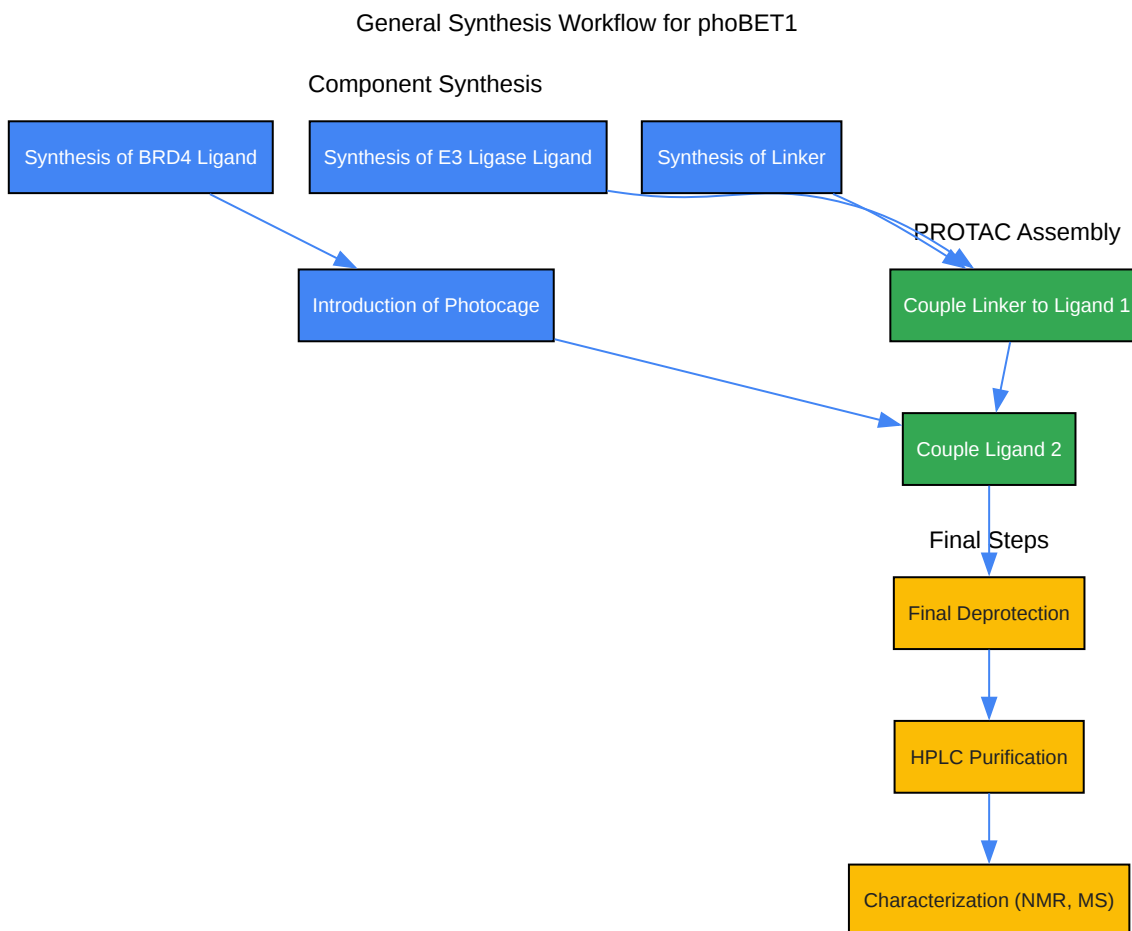 General Synthesis Workflow for phoBET1
Component Synthesis
Synthesis of BRD4 Ligand
Synthesis of E3 Ligase Ligand
Synthesis of Linker
PROTAC Assembly
Introduction of Photocage
Couple Linker to Ligand 1
Couple Ligand 2
Final Steps
Final Deprotection
HPLC Purification
Characterization (NMR, MS)